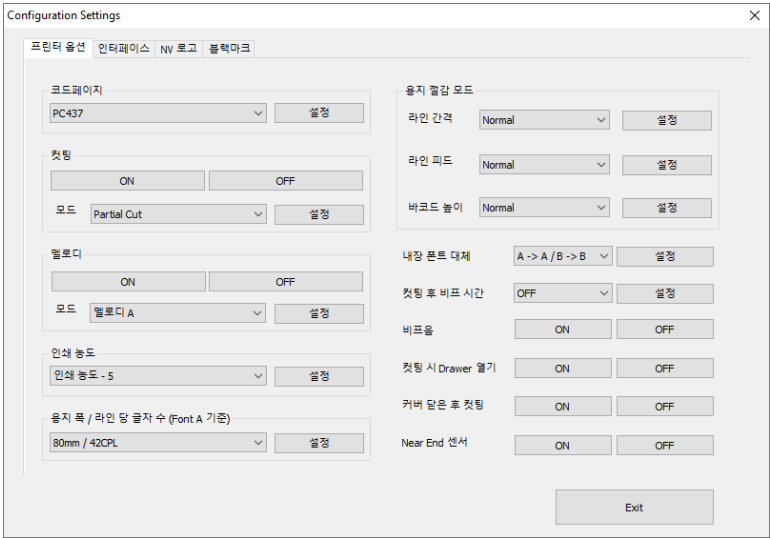 Configuration Settings
프린터 옵션 인터페이스 NV 로고 블랙마크
코드페이지
PC437 설정
컷팅
ON OFF
모드 Partial Cut 설정
멜로디
ON OFF
모드 멜로디 A 설정
인쇄 농도
인쇄 농도 - 5 설정
용지 폭 / 라인 당 글자 수 (Font A 기준)
80mm / 42CPL 설정
용지 절감 모드
라인 간격 Normal 설정
라인 피드 Normal 설정
바코드 높이 Normal 설정
내장 폰트 대체 A -> A / B -> B 설정
컷팅 후 비프 시간 OFF 설정
비프음 ON OFF
컷팅 시 Drawer 열기 ON OFF
커버 닫은 후 컷팅 ON OFF
Near End 센서 ON OFF
Exit